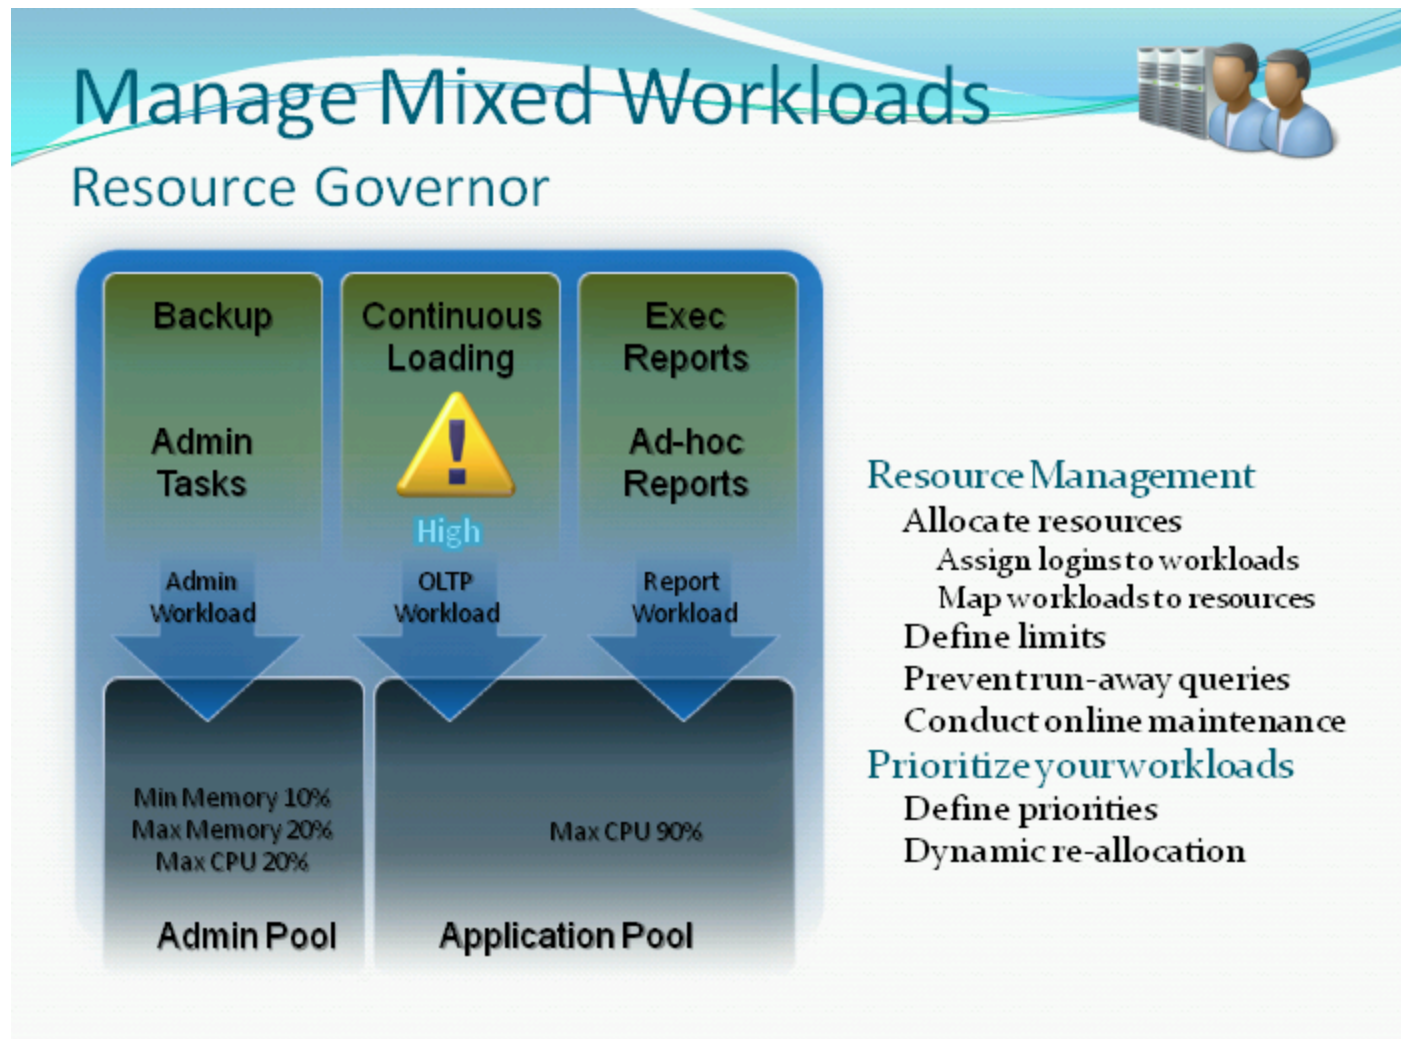 Manage Mixed Workloads
Resource Governor
Backup
Admin
Tasks
Continuous
Loading
High
Exec
Reports
Ad-hoc
Reports
Admin
Workload
OLTP
Workload
Report
Workload
Min Memory 10%
Max Memory 20%
Max CPU 20%
Admin Pool
Max CPU 90%
Application Pool
Resource Management
Allocate resources
Assign logins to workloads
Map workloads to resources
Define limits
Prevent run-away queries
Conduct online maintenance
Prioritize your workloads
Define priorities
Dynamic re-allocation